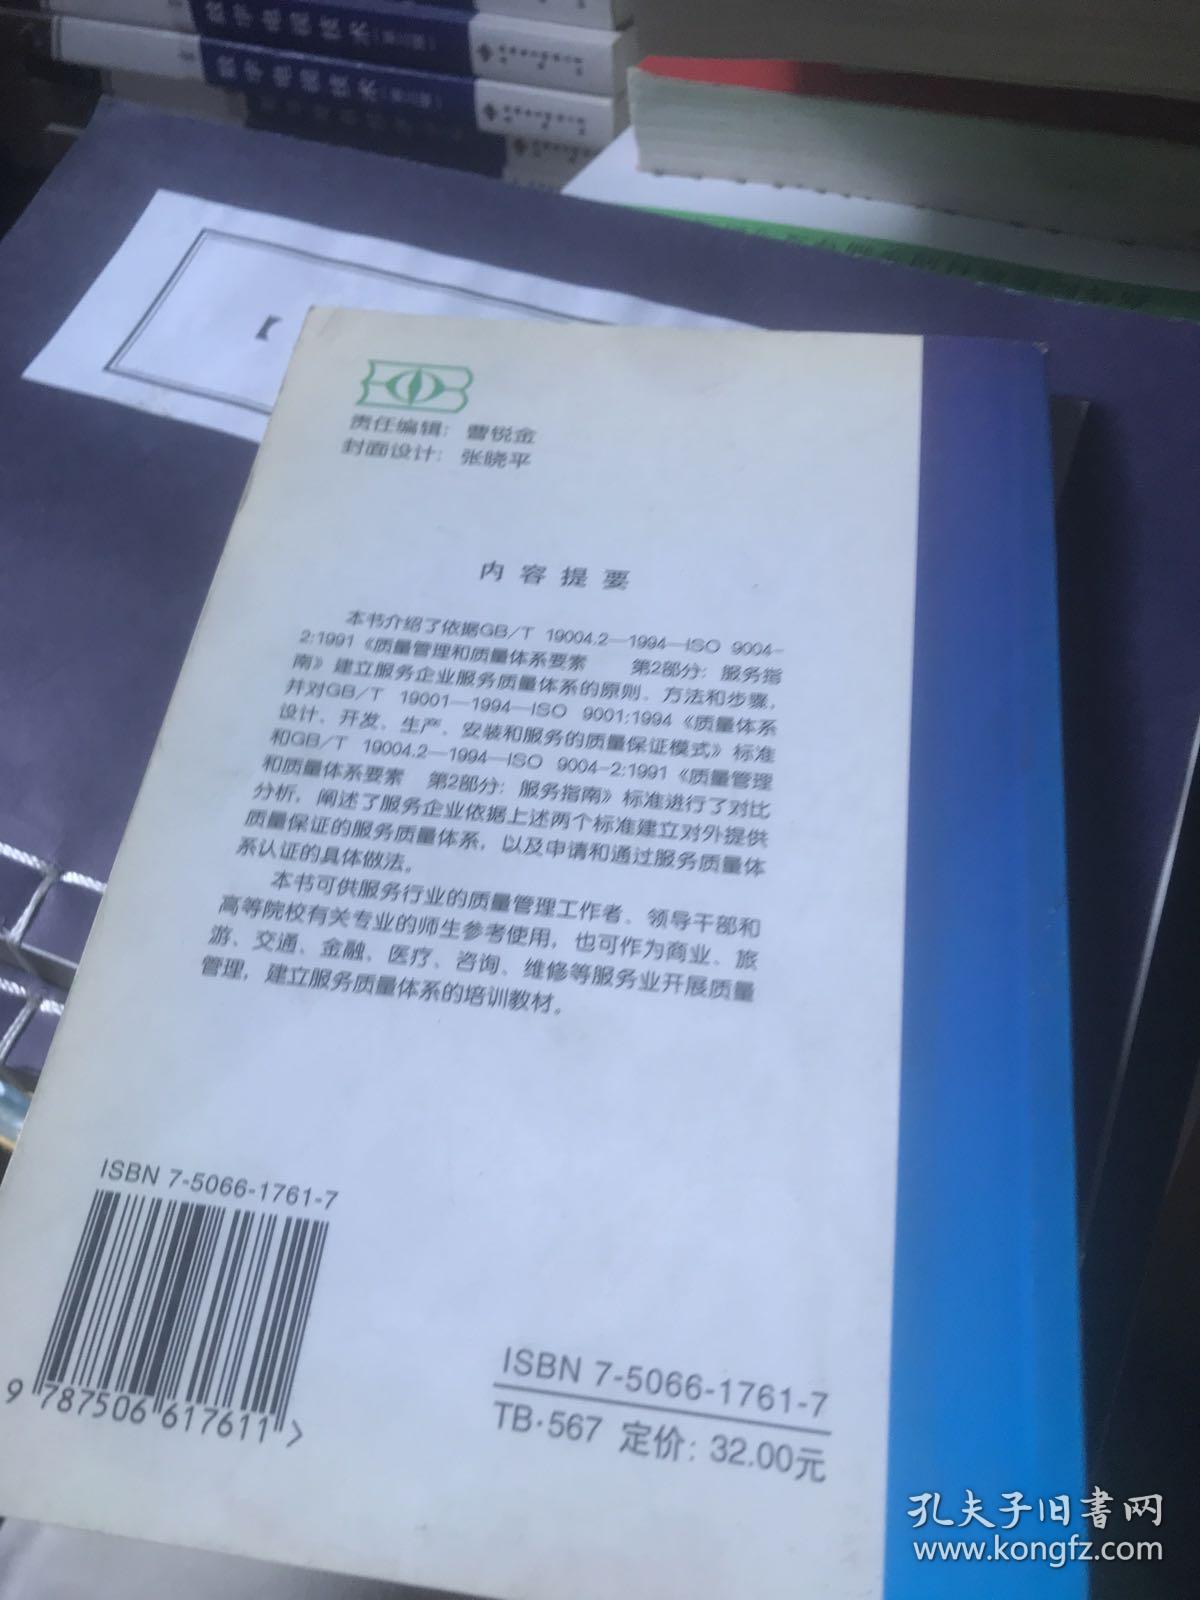 数字电视技术
责任编辑：曹锐金
封面设计：张晓平
内容提要
本书介绍了依据GB/T 19004.2—1994—ISO 9004-
2:1991《质量管理和质量体系要素 第2部分：服务指
南》建立服务企业服务质量体系的原则、方法和步骤，
并对GB/T 19001—1994—ISO 9001:1994《质量体系
设计、开发、生产、安装和服务的质量保证模式》标准
和GB/T 19004.2—1994—ISO 9004-2:1991《质量管理
和质量体系要素 第2部分：服务指南》标准进行了对比
分析，阐述了服务企业依据上述两个标准建立对外提供
质量保证的服务质量体系，以及申请和通过服务质量体
系认证的具体做法。
本书可供服务行业的质量管理工作者、领导干部和
高等院校有关专业的师生参考使用，也可作为商业、旅
游、交通、金融、医疗、咨询、维修等服务业开展质量
管理，建立服务质量体系的培训教材。
ISBN 7-5066-1761-7
9 787506 617611 >
ISBN 7-5066-1761-7
TB·567 定价：32.00元
孔夫子旧书网
www.kongfz.com